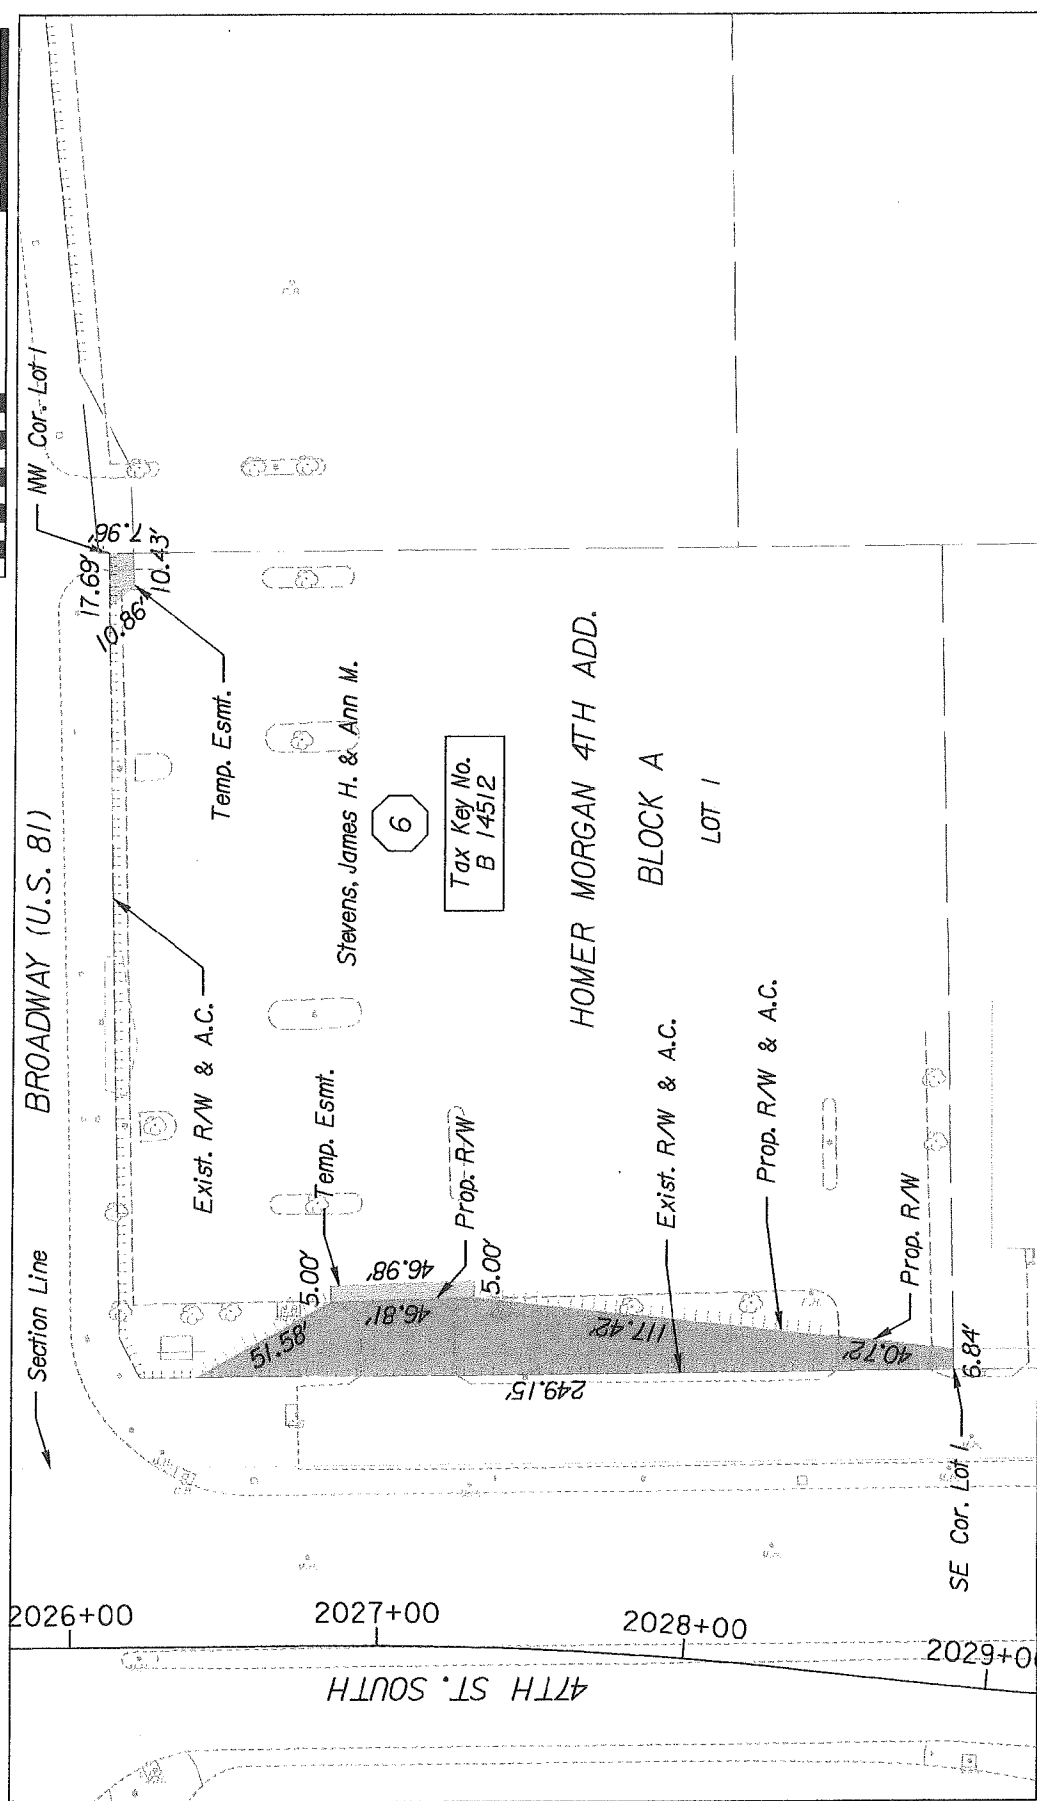 BROADWAY (U.S. 81)
Section Line
NW Cor. Lot 1
17.69'
7.96'
10.43'
10.86'
Temp. Esmt.
Exist. R/W & A.C.
Stevens, James H. & Ann M.
6
Tax Key No.
B 14512
HOMER MORGAN 4TH ADD.
BLOCK A
LOT 1
Temp. Esmt.
Prop. R/W
Exist. R/W & A.C.
Prop. R/W & A.C.
Prop. R/W
5.00'
46.98'
46.81'
5.00'
51.58'
117.42'
40.72'
249.15'
6.84'
SE Cor. Lot 1
2026+00
2027+00
2028+00
2029+00
47TH ST. SOUTH